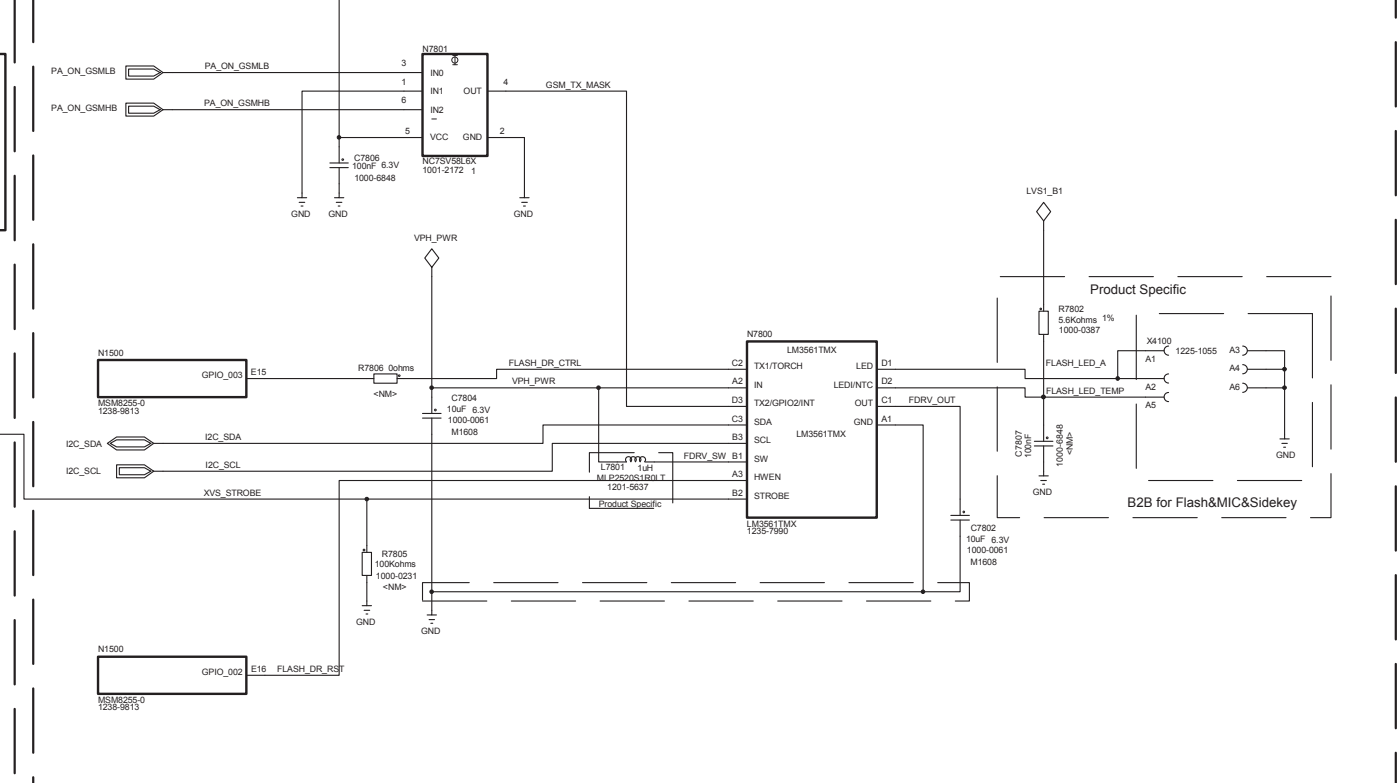 N7801
PA_ON_GSMLB
PA_ON_GSMLB
3
IN0
1
IN1
OUT
4
GSM_TX_MASK
PA_ON_GSMHB
PA_ON_GSMHB
6
IN2
5
VCC
GND
2
NC7SV58L6X
1001-2172 1
C7806
100nF 6.3V
1000-6848
GND
GND
GND
LVS1_B1
VPH_PWR
Product Specific
R7802
5.6Kohms 1%
1000-0387
N7800
LM3561TMX
N1500
GPIO_003
E15
R7806 0ohms
<NM>
FLASH_DR_CTRL
C2
TX1/TORCH
LED
D1
FLASH_LED_A
X4100
1225-1055
A1
A3
A4
MSM8255-0
1238-9813
VPH_PWR
A2
IN
LEDI/NTC
D2
FLASH_LED_TEMP
A2
A6
A5
C7804
10uF 6.3V
1000-0061
M1608
D3
TX2/GPIO2/INT
OUT
C1
FDRV_OUT
C3
SDA
GND
A1
LM3561TMX
I2C_SDA
I2C_SDA
B3
SCL
I2C_SCL
I2C_SCL
FDRV_SW
B1
SW
L7801 1uH
MLP2520S1R0LT
1201-5637
Product Specific
A3
HWEN
XVS_STROBE
B2
STROBE
LM3561TMX
1235-7990
C7807
100nF
1000-6848
<NM>
GND
GND
B2B for Flash&MIC&Sidekey
C7802
10uF 6.3V
1000-0061
M1608
R7805
100Kohms
1000-0231
<NM>
GND
GND
N1500
GPIO_002
E16
FLASH_DR_RST
MSM8255-0
1238-9813